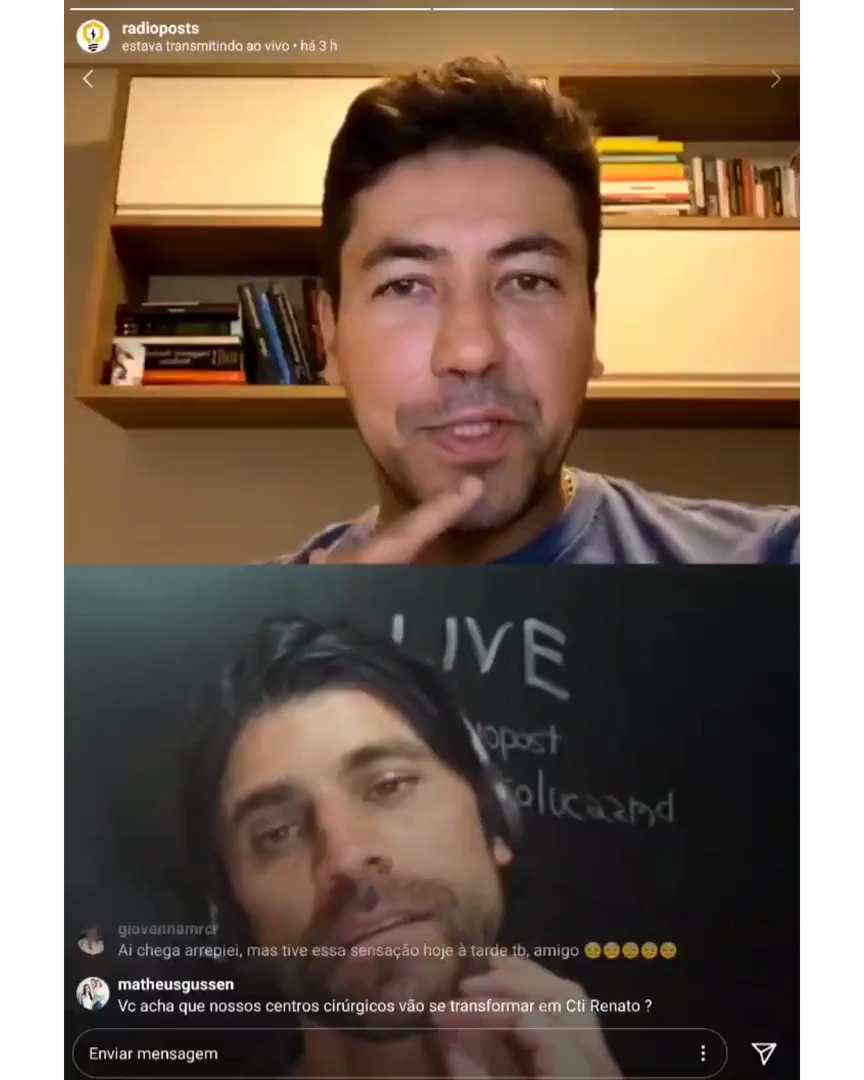 radioposts
estava transmitindo ao vivo • há 3 h
LIVE
giovannamrcr
Ai chega arrepiei, mas tive essa sensação hoje à tarde tb, amigo
matheusgussen
Vc acha que nossos centros cirúrgicos vão se transformar em Cti Renato ?
Enviar mensagem